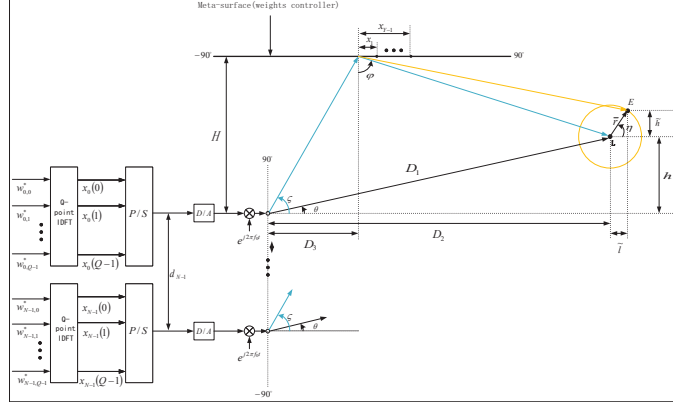 Meta-surface(weights controller)
x_{Γ-1}
x_1
-90°
90°
φ
H
E
r̄
η
h̄
L
h
D_1
90°
ς
θ
w*_{0,0}
w*_{0,1}
w*_{0,Q-1}
Q-
point
IDFT
x_0(0)
x_0(1)
x_0(Q-1)
P/S
D/A
e^{j2πf_0t}
D_3
D_2
l̄
d_{N-1}
w*_{N-1,0}
w*_{N-1,1}
w*_{N-1,Q-1}
Q-
point
IDFT
x_{N-1}(0)
x_{N-1}(1)
x_{N-1}(Q-1)
P/S
D/A
e^{j2πf_0t}
ς
θ
-90°